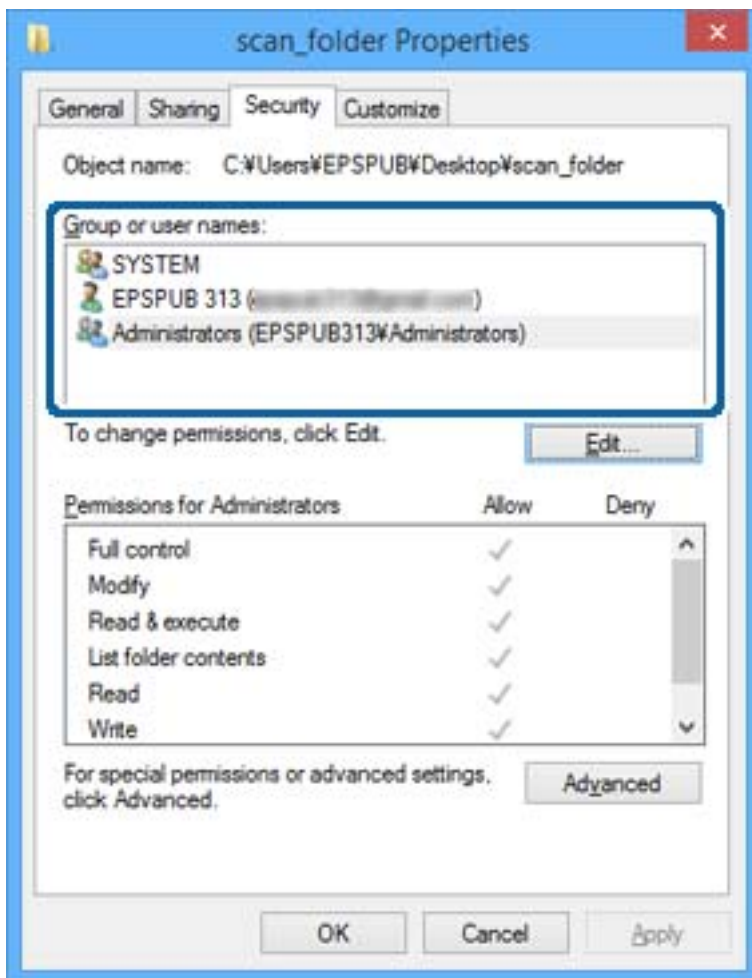 scan_folder Properties
General Sharing Security Customize
Object name: C:¥Users¥EPSPUB¥Desktop¥scan_folder
Group or user names:
SYSTEM
EPSPUB 313 ( )
Administrators (EPSPUB313¥Administrators)
To change permissions, click Edit.
Edit...
Permissions for Administrators Allow Deny
Full control
Modify
Read & execute
List folder contents
Read
Write
For special permissions or advanced settings,
click Advanced.
Advanced
OK Cancel Apply